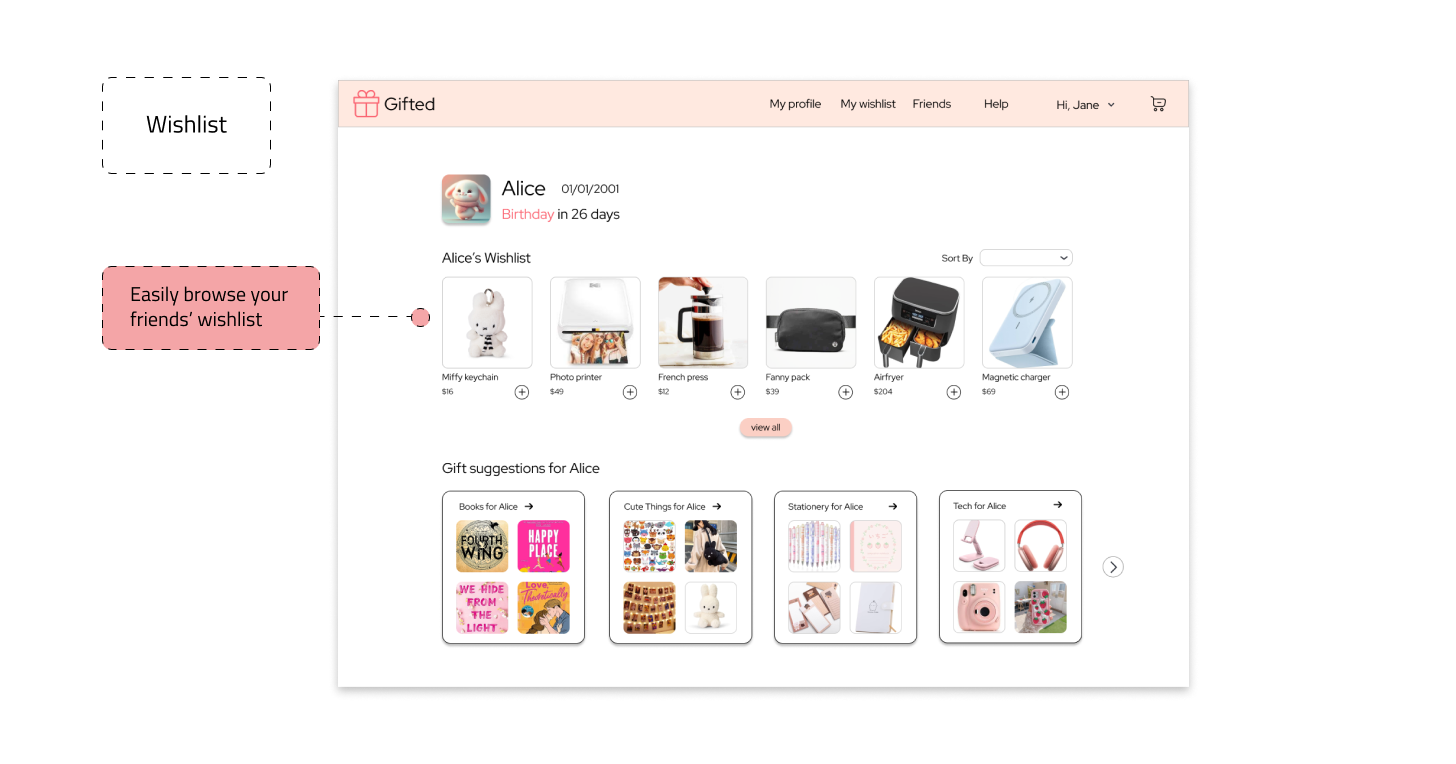 Wishlist
Gifted
My profile
My wishlist
Friends
Help
Hi, Jane
Alice
01/01/2001
Birthday in 26 days
Easily browse your
friends’ wishlist
Alice’s Wishlist
Sort By
Miffy keychain
$16
Photo printer
$49
French press
$12
Fanny pack
$39
Airfryer
$204
Magnetic charger
$69
view all
Gift suggestions for Alice
Books for Alice
FOURTH
WING
HAPPY
PLACE
WE HIDE
FROM
THE
LIGHT
Love,
Theoretically
Cute Things for Alice
Stationery for Alice
Tech for Alice